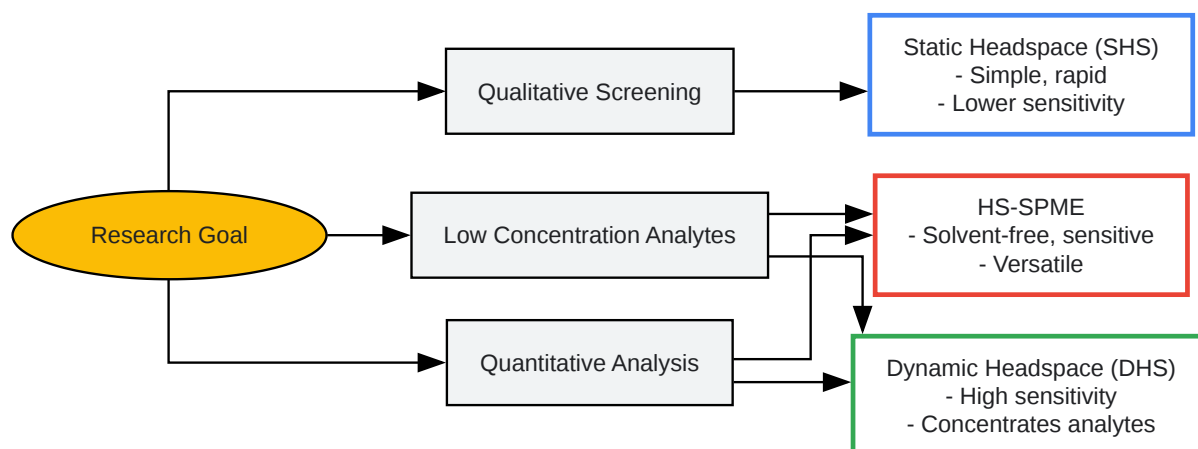 Research Goal
Qualitative Screening
Low Concentration Analytes
Quantitative Analysis
Static Headspace (SHS)
- Simple, rapid
- Lower sensitivity
HS-SPME
- Solvent-free, sensitive
- Versatile
Dynamic Headspace (DHS)
- High sensitivity
- Concentrates analytes